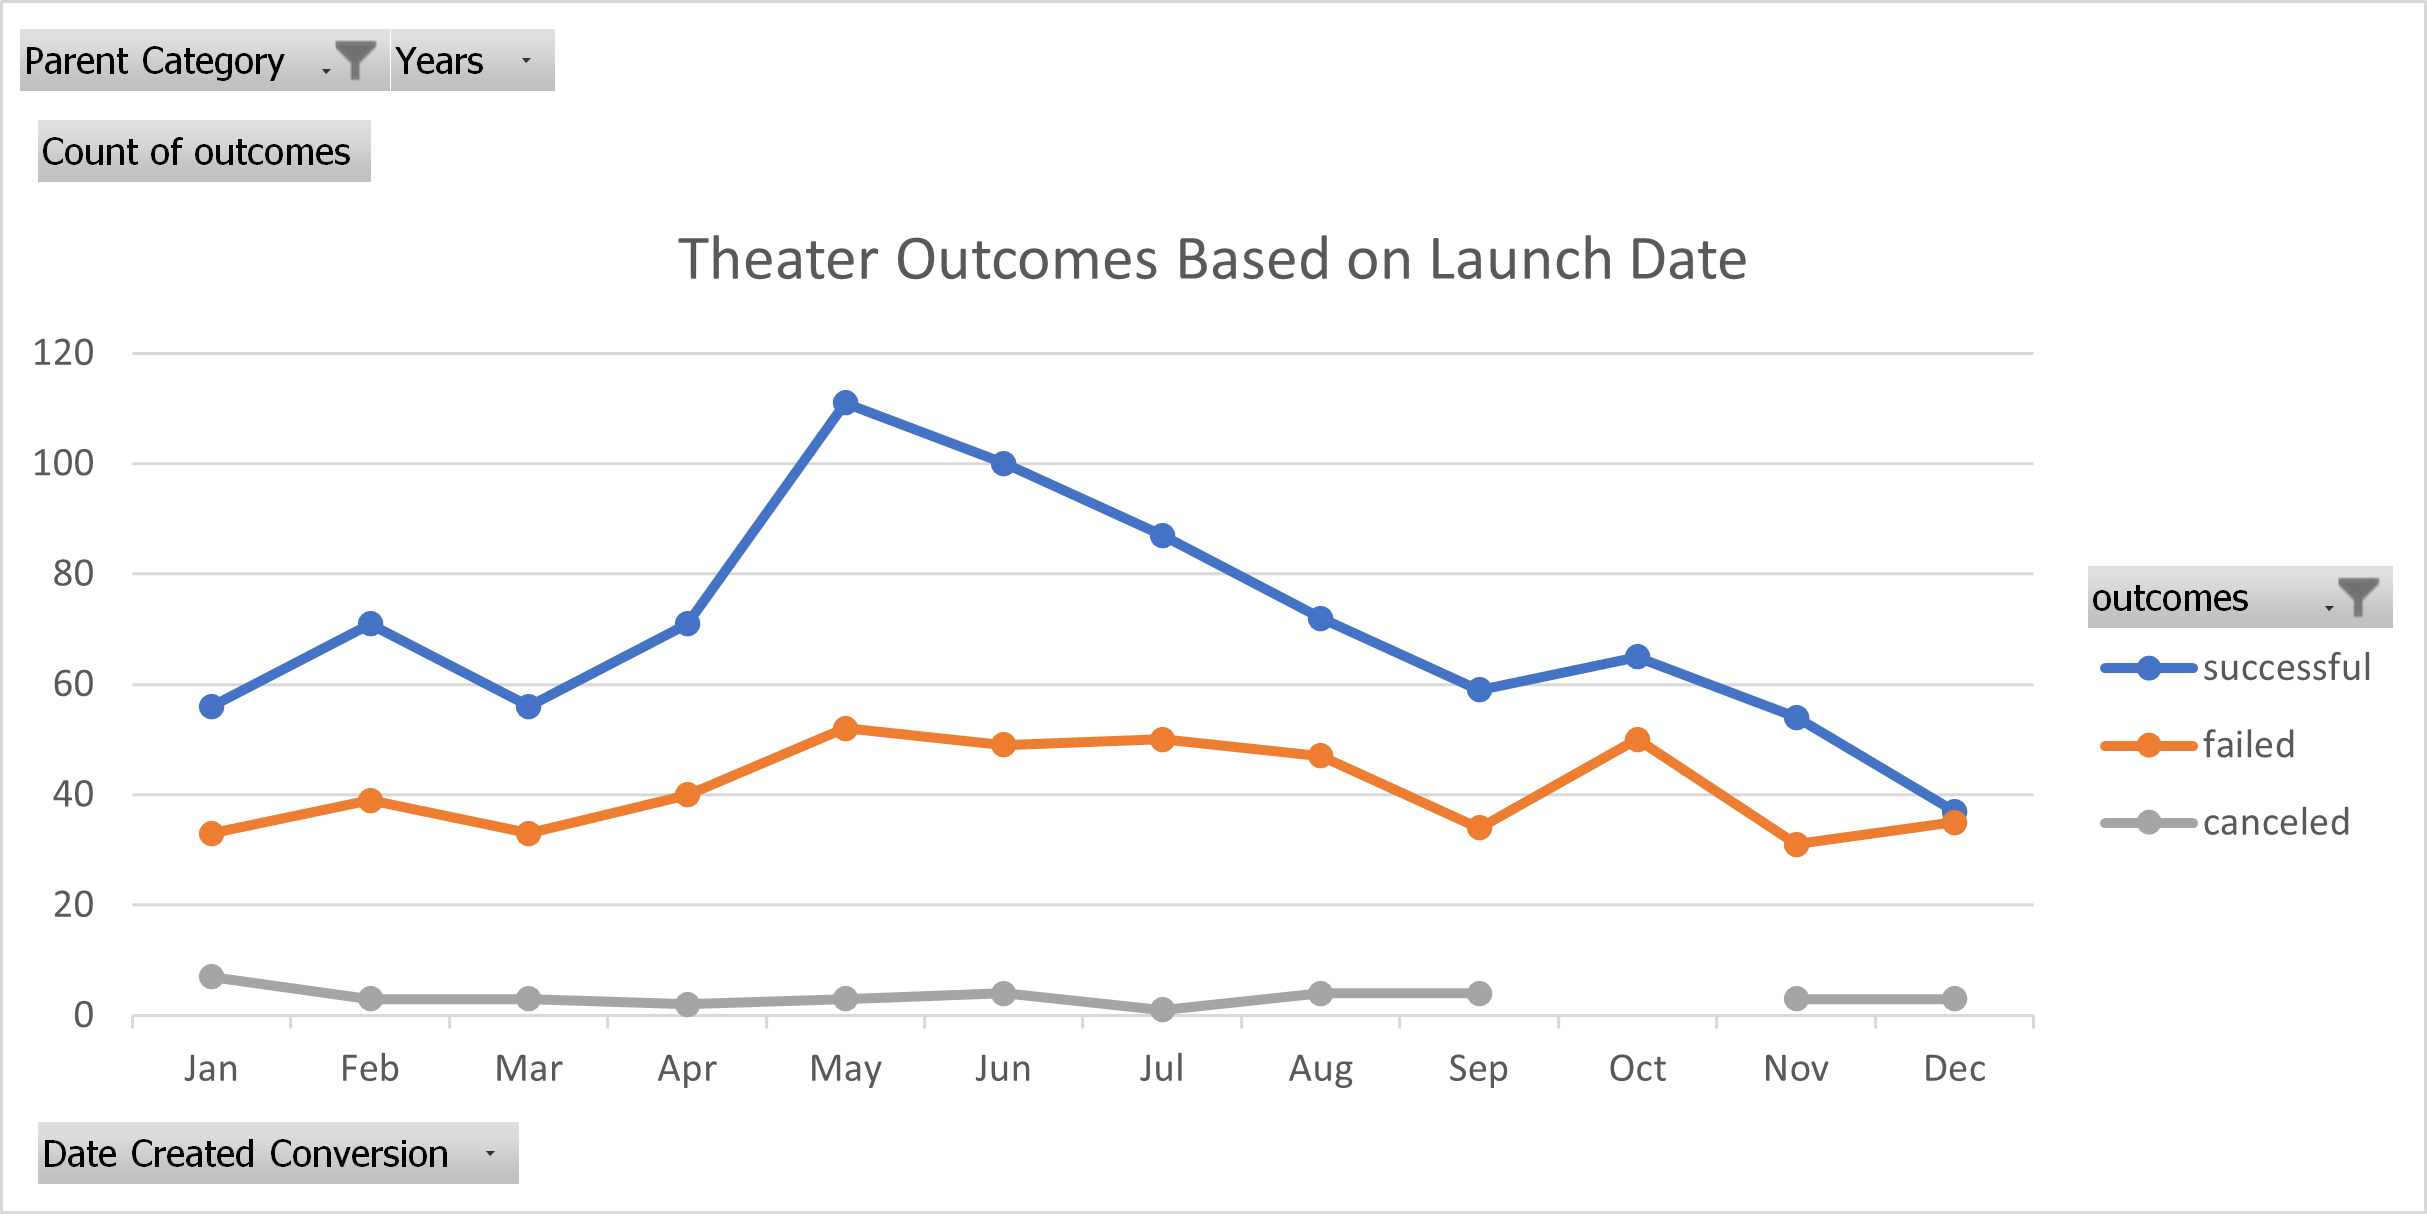 Parent Category Years
Count of outcomes
Theater Outcomes Based on Launch Date
120
100
80
60
40
20
0
Jan Feb Mar Apr May Jun Jul Aug Sep Oct Nov Dec
outcomes
successful
failed
canceled
Date Created Conversion